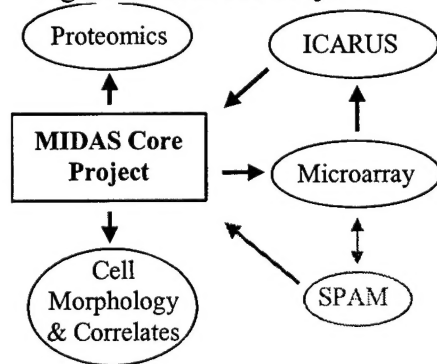 Proteomics
ICARUS
MIDAS Core
Project
Microarray
Cell
Morphology
& Correlates
SPAM